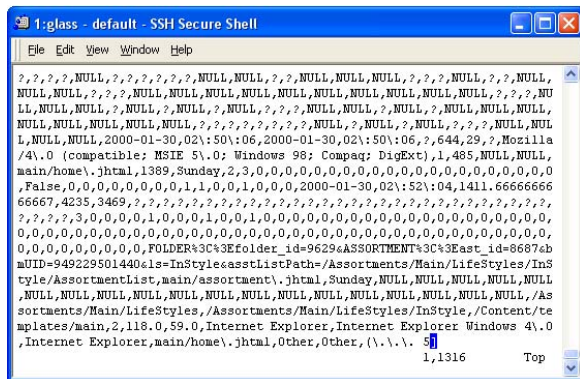 1:glass - default - SSH Secure Shell
File Edit View Window Help
?,?,?,?,NULL,?,?,?,?,?,?,NULL,NULL,?,?,NULL,NULL,NULL,?,?,?,NULL,?,?,NULL,
NULL,NULL,?,NULL,NULL,NULL,NULL,NULL,NULL,NULL,NULL,NULL,NULL,NULL,?,?,?,NU
LL,NULL,NULL,?,NULL,?,NULL,?,NULL,?,?,?,NULL,NULL,?,NULL,?,NULL,NULL,NULL,
NULL,NULL,NULL,NULL,NULL,?,?,?,?,?,?,?,?,NULL,NULL,NULL,?,?,?,?,NULL,NUL
L,NULL,NULL,2000-01-30,02\:50\:06,2000-01-30,02\:50\:06,?,644,29,?,Mozilla
/4\.0 (compatible; MSIE 5\.0; Windows 98; Compaq; DigExt),1,485,NULL,NULL,
main/home\.jhtml,1389,Sunday,2,3,0,0,0,0,0,0,0,0,0,0,0,0,0,0,0,0,0,0,0,0
,False,0,0,0,0,0,0,1,1,0,0,1,0,0,0,2000-01-30,02\:52\:04,1411.66666666
66667,4235,3469,?,?,?,?,?,?,?,?,?,?,?,?,?,?,?,?,?,?,?,?,?,?,?,?,?,?,?,?,
?,?,?,?,3,0,0,0,0,1,0,0,0,1,0,0,1,0,0,0,0,0,0,0,0,0,0,0,0,0,0,0,0,0,0,0,0,
0,0,0,0,0,0,0,0,0,0,0,0,0,0,0,0,0,0,0,0,0,0,0,0,0,0,0,0,0,0,0,0,0,0,0,0,0,
0,0,0,0,0,0,0,0,FOLDER%3C%3Efolder_id=9629&ASSORTMENT%3C%3East_id=8687&b
mUID=949229501440&ls=InStyle&asstListPath=/Assortments/Main/LifeStyles/InS
tyle/AssortmentList,main/assortment\.jhtml,Sunday,NULL,NULL,NULL,NULL,NULL
,NULL,NULL,NULL,NULL,NULL,NULL,NULL,NULL,NULL,NULL,NULL,NULL,NULL,NULL,/As
sortments/Main/LifeStyles,/Assortments/Main/LifeStyles/InStyle,/Content/te
mplates/main,2,118.0,59.0,Internet Explorer,Internet Explorer Windows 4\.0
,Internet Explorer,main/home\.jhtml,Other,Other,(\.\.\. 5]
1,1316 Top